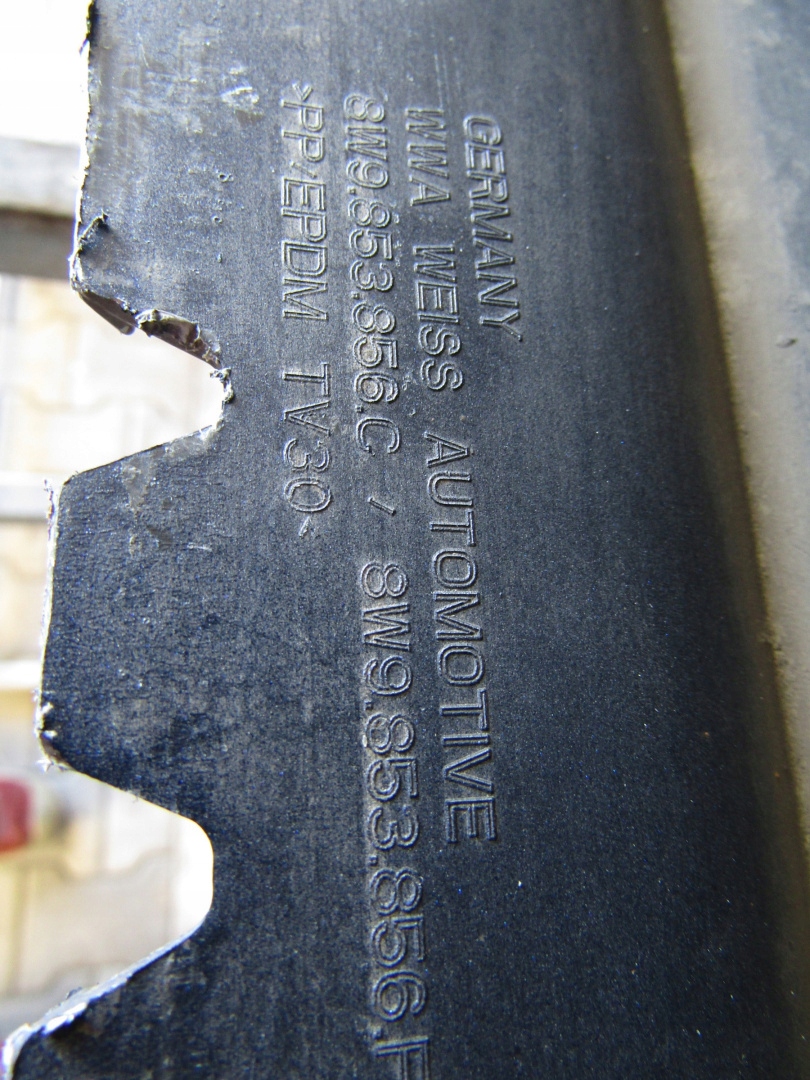 GERMANY
WWA WEISS AUTOMOTIVE
8W9.853.856.C / 8W9.853.856.F
>PP/EPDM TV30<